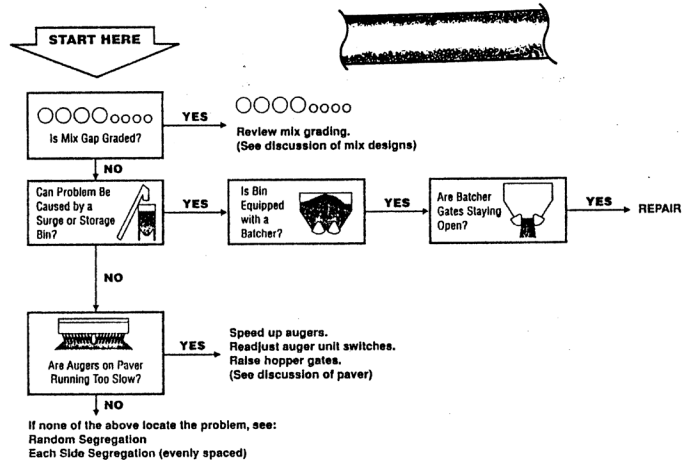 START HERE
Is Mix Gap Graded?
YES
Review mix grading.
(See discussion of mix designs)
NO
Can Problem Be
Caused by a
Surge or Storage
Bin?
YES
Is Bin
Equipped
with a
Batcher?
YES
Are Batcher
Gates Staying
Open?
YES
REPAIR
NO
Are Augers on Paver
Running Too Slow?
YES
Speed up augers.
Readjust auger unit switches.
Raise hopper gates.
(See discussion of paver)
NO
If none of the above locate the problem, see:
Random Segregation
Each Side Segregation (evenly spaced)